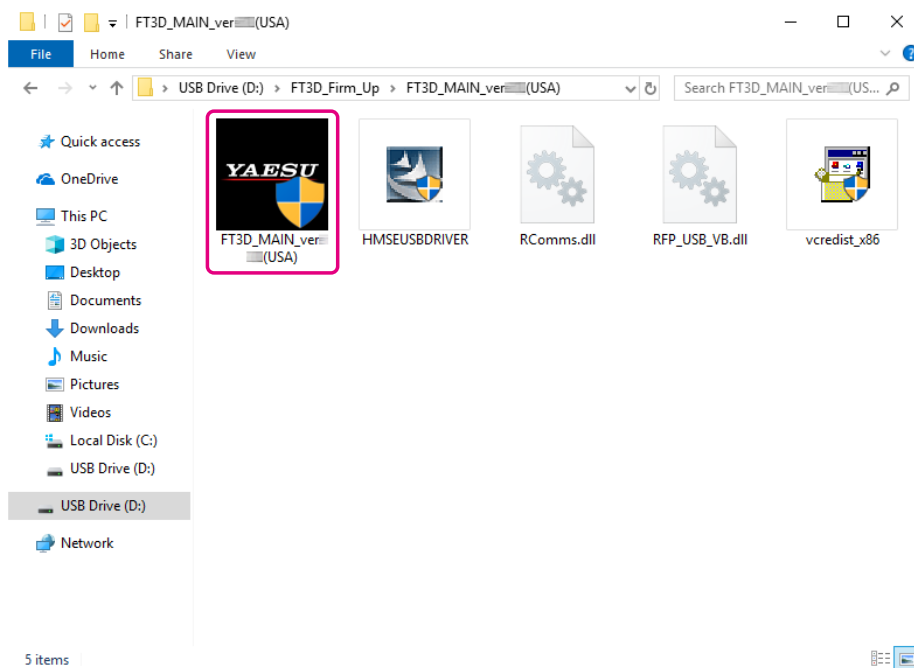 FT3D_MAIN_ver (USA)
File Home Share View
USB Drive (D:) FT3D_Firm_Up FT3D_MAIN_ver (USA)
Search FT3D_MAIN_ver (US...
Quick access
OneDrive
This PC
3D Objects
Desktop
Documents
Downloads
Music
Pictures
Videos
Local Disk (C:)
USB Drive (D:)
USB Drive (D:)
Network
YAESU
FT3D_MAIN_ver
(USA)
HMSEUSBDRIVER
RComms.dll
RFP_USB_VB.dll
vcredist_x86
5 items